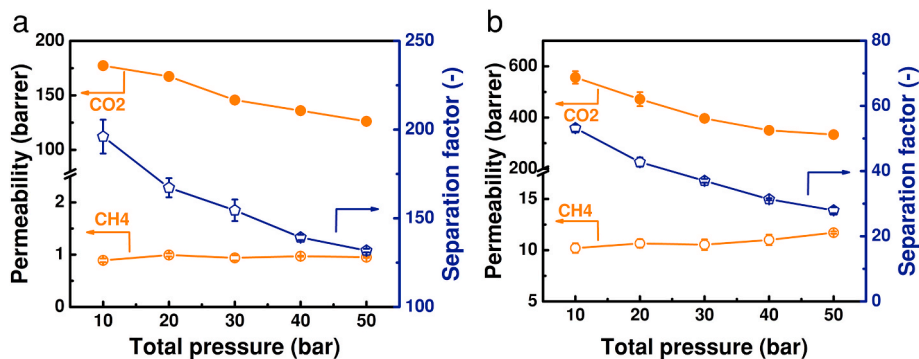 a
Permeability (barrer)
200
175
150
125
100
2
1
0
CO2
CH4
10 20 30 40 50
Total pressure (bar)
250
200
150
100
Separation factor (-)
b
Permeability (barrer)
600
400
200
15
10
5
CO2
CH4
10 20 30 40 50
Total pressure (bar)
80
60
40
20
0
Separation factor (-)